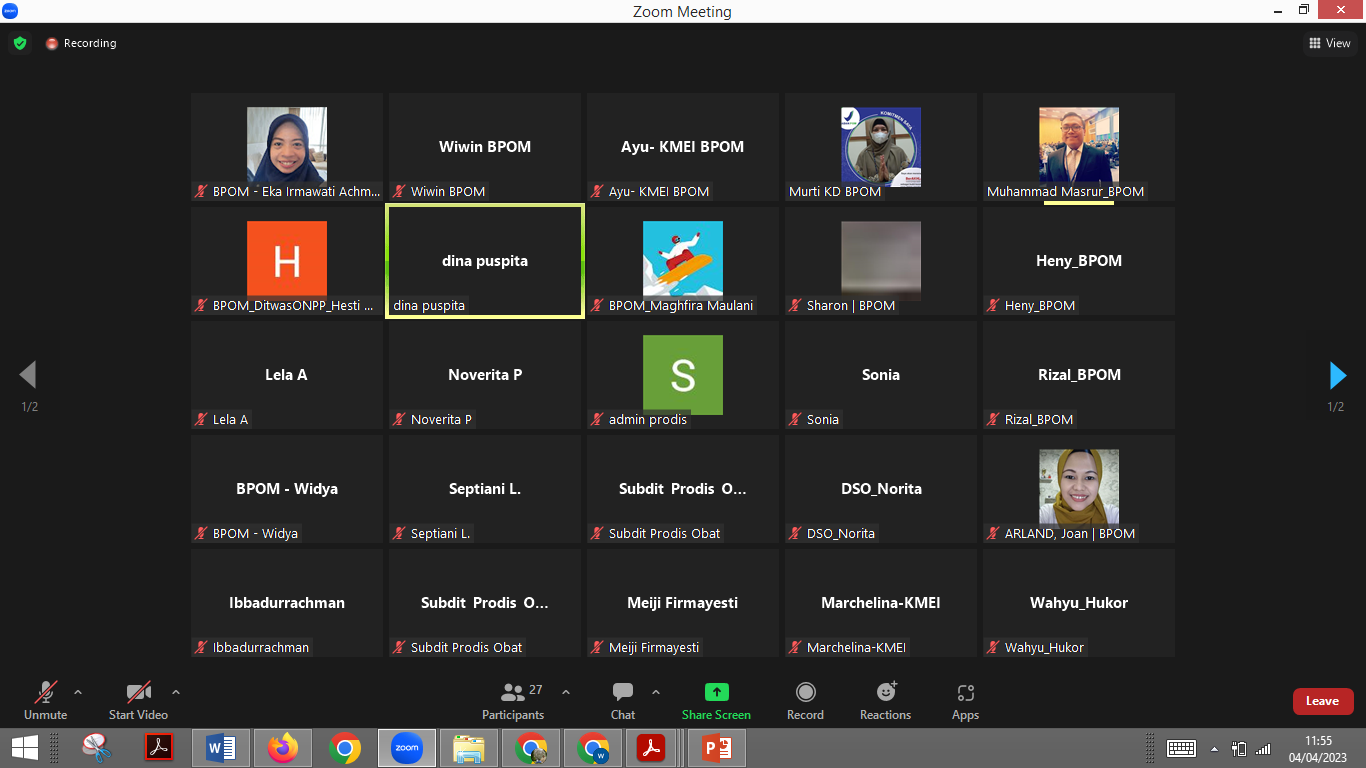 Zoom Meeting
Recording
View
BPOM - Eka Irmawati Achm...
Wiwin BPOM
Wiwin BPOM
Ayu- KMEI BPOM
Ayu- KMEI BPOM
KOMITMEN SAYA
Murti KD BPOM
Muhammad Masrur_BPOM
H
BPOM_DitwasONPP_Hesti ...
dina puspita
dina puspita
BPOM_Maghfira Maulani
Sharon | BPOM
Heny_BPOM
Heny_BPOM
Lela A
Lela A
Noverita P
Noverita P
S
admin prodis
Sonia
Sonia
Rizal_BPOM
Rizal_BPOM
1/2
1/2
BPOM - Widya
BPOM - Widya
Septiani L.
Septiani L.
Subdit Prodis O...
Subdit Prodis Obat
DSO_Norita
DSO_Norita
ARLAND, Joan | BPOM
Ibbadurrachman
Ibbadurrachman
Subdit Prodis O...
Subdit Prodis Obat
Meiji Firmayesti
Meiji Firmayesti
Marchelina-KMEI
Marchelina-KMEI
Wahyu_Hukor
Wahyu_Hukor
Unmute
Start Video
27
Participants
Chat
Share Screen
Record
Reactions
Apps
Leave
zoom
11:55
04/04/2023